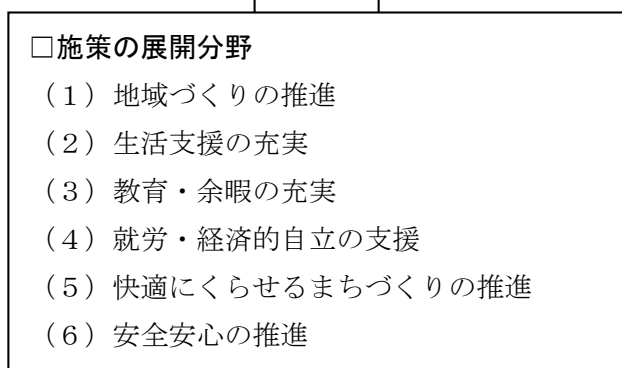 □施策の展開分野
（１）地域づくりの推進
（２）生活支援の充実
（３）教育・余暇の充実
（４）就労・経済的自立の支援
（５）快適にくらせるまちづくりの推進
（６）安全安心の推進